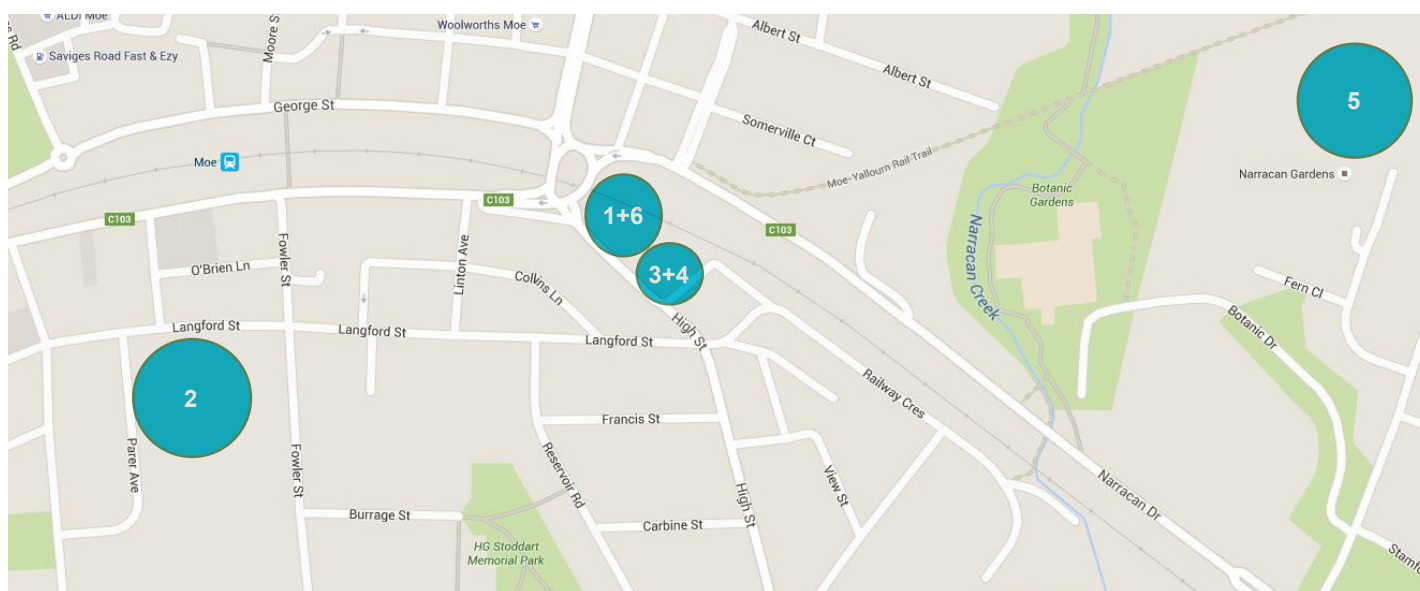 ALDI Moe
Woolworths Moe
Albert St
Moore St
s Rd
Saviges Road Fast & Ezy
Albert St
5
George St
Somerville Ct
Moe
Moe-Yallourn Rail Trail
Narracan Gardens
Botanic
Gardens
C103
1+6
C103
C103
Narracan Creek
Fowler St
Linton Ave
O'Brien Ln
Collins Ln
3+4
Fern Cl
Botanic Dr
Langford St
Langford St
High St
Langford St
2
Railway Cres
Francis St
Parer Ave
Fowler St
Reservoir Rd
View St
High St
Narracan Dr
Burrage St
Carbine St
HG Stoddart
Memorial Park
Stamfo